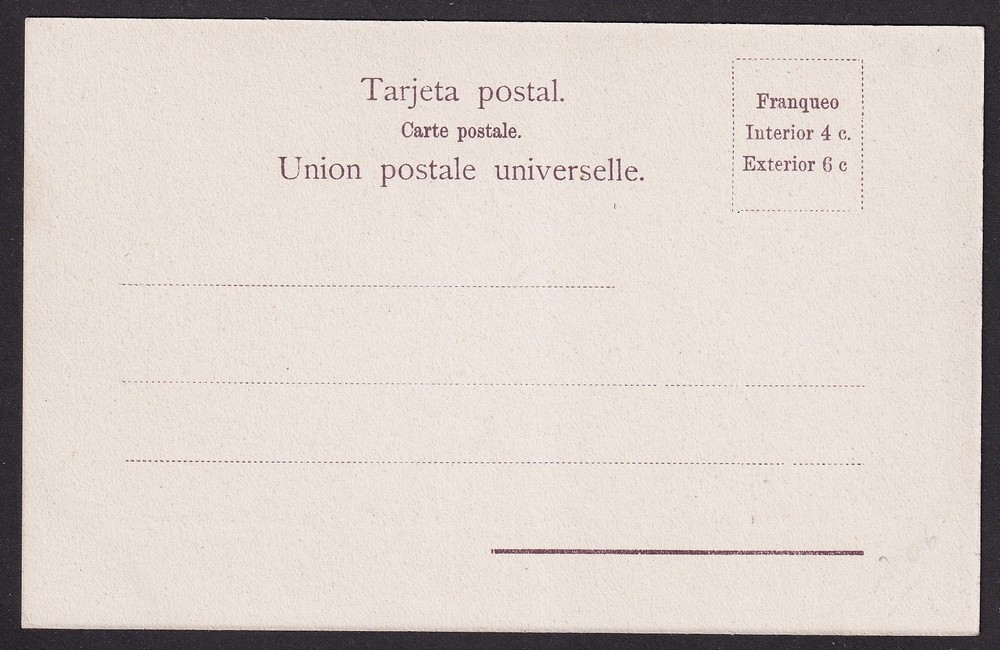 Tarjeta postal.
Carte postale.
Union postale universelle.
Franqueo
Interior 4 c.
Exterior 6 c